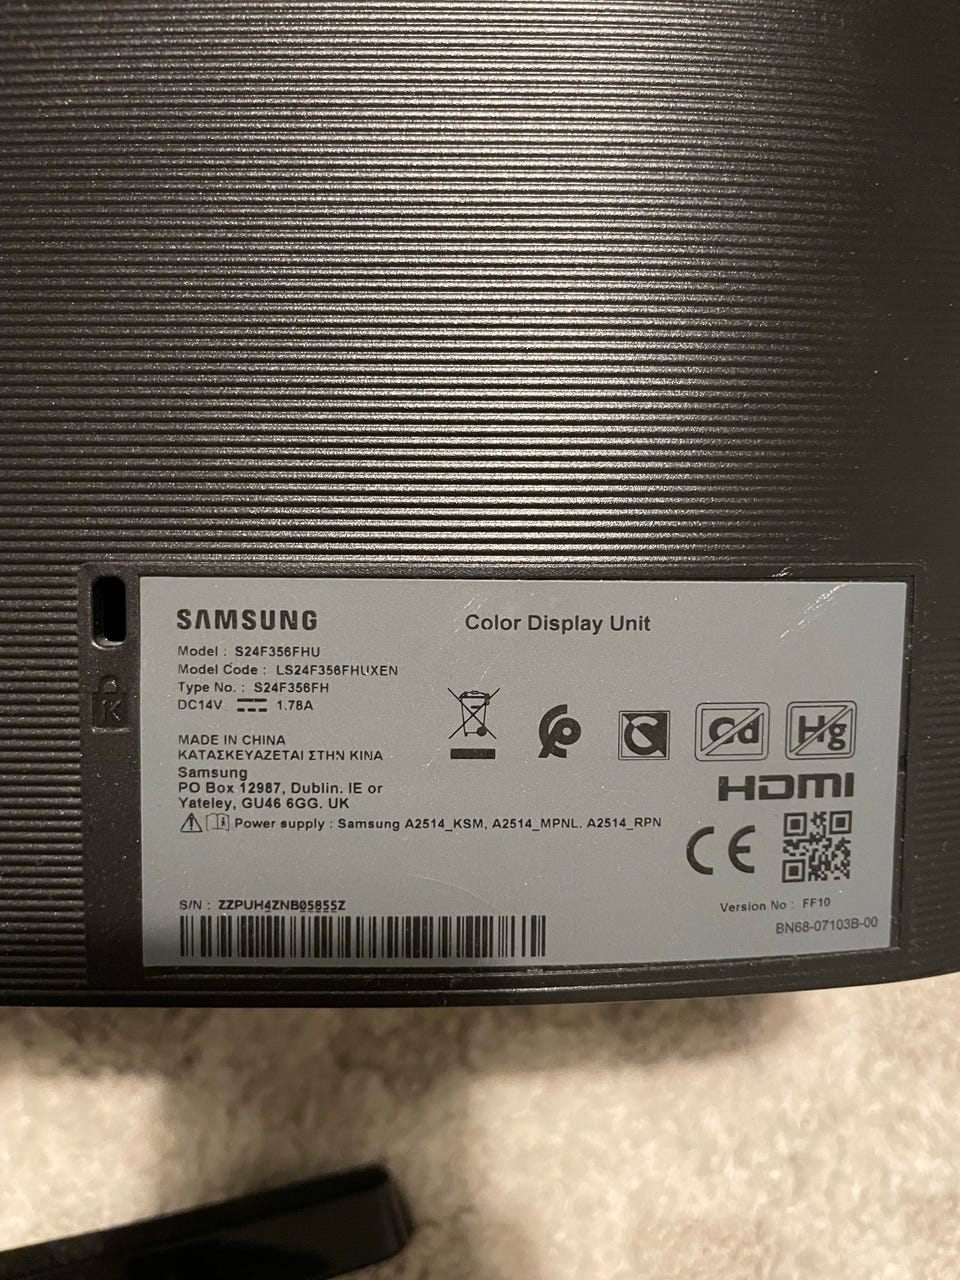 SAMSUNG
Color Display Unit
Model : S24F356FHU
Model Code : LS24F356FHUXEN
Type No. : S24F356FH
DC14V 1.78A
MADE IN CHINA
ΚΑΤΑΣΚΕΥΑΖΕΤΑΙ ΣΤΗΝ ΚΙΝΑ
Samsung
PO Box 12987, Dublin. IE or
Yateley, GU46 6GG. UK
Power supply : Samsung A2514_KSM, A2514_MPNL. A2514_RPN
Cd
Hg
HDMI
CE
S/N : ZZPUH4ZNB05855Z
Version No : FF10
BN68-07103B-00
K